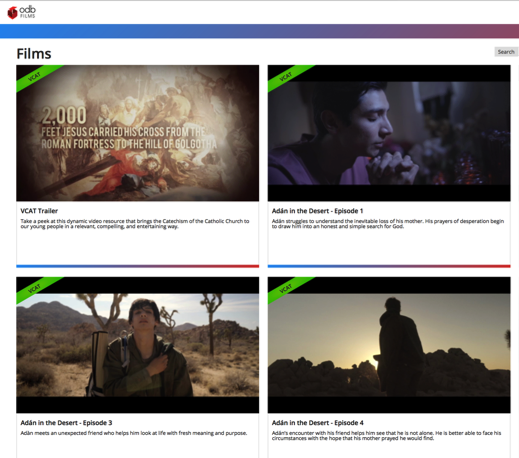 odb
FILMS
Films
Search
VCAT
2,000
FEET JESUS CARRIED HIS CROSS FROM THE
ROMAN FORTRESS TO THE HILL OF GOLGOTHA
VCAT
VCAT Trailer
Take a peek at this dynamic video resource that brings the Catechism of the Catholic Church to
our young people in a relevant, compelling, and entertaining way.
Adán in the Desert - Episode 1
Adán struggles to understand the inevitable loss of his mother. His prayers of desperation begin
to draw him into an honest and simple search for God.
VCAT
VCAT
Adán in the Desert - Episode 3
Adán meets an unexpected friend who helps him look at life with fresh meaning and purpose.
Adán in the Desert - Episode 4
Adán's encounter with his friend helps him see that he is not alone. He is better able to face his
circumstances with the hope that his mother prayed he would find.